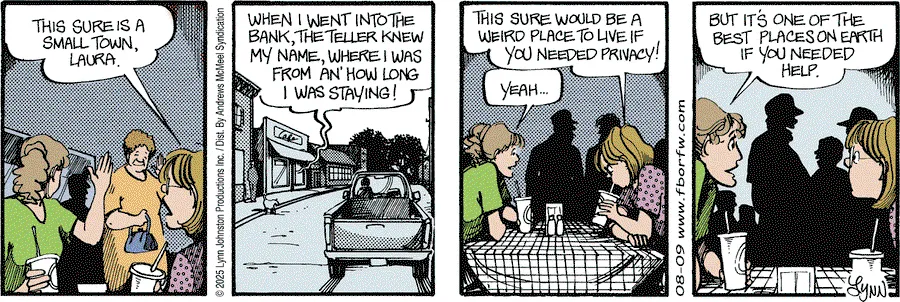 THIS SURE IS A
SMALL TOWN,
LAURA.
WHEN I WENT INTO THE
BANK, THE TELLER KNEW
MY NAME, WHERE I WAS
FROM AN' HOW LONG
I WAS STAYING!
© 2025 Lynn Johnston Productions Inc. / Dist. By Andrews McMeel Syndication
Cafe
THIS SURE WOULD BE A
WEIRD PLACE TO LIVE IF
YOU NEEDED PRIVACY!
YEAH...
BUT IT'S ONE OF THE
BEST PLACES ON EARTH
IF YOU NEEDED
HELP.
08-09 www.fborfw.com
Lynn